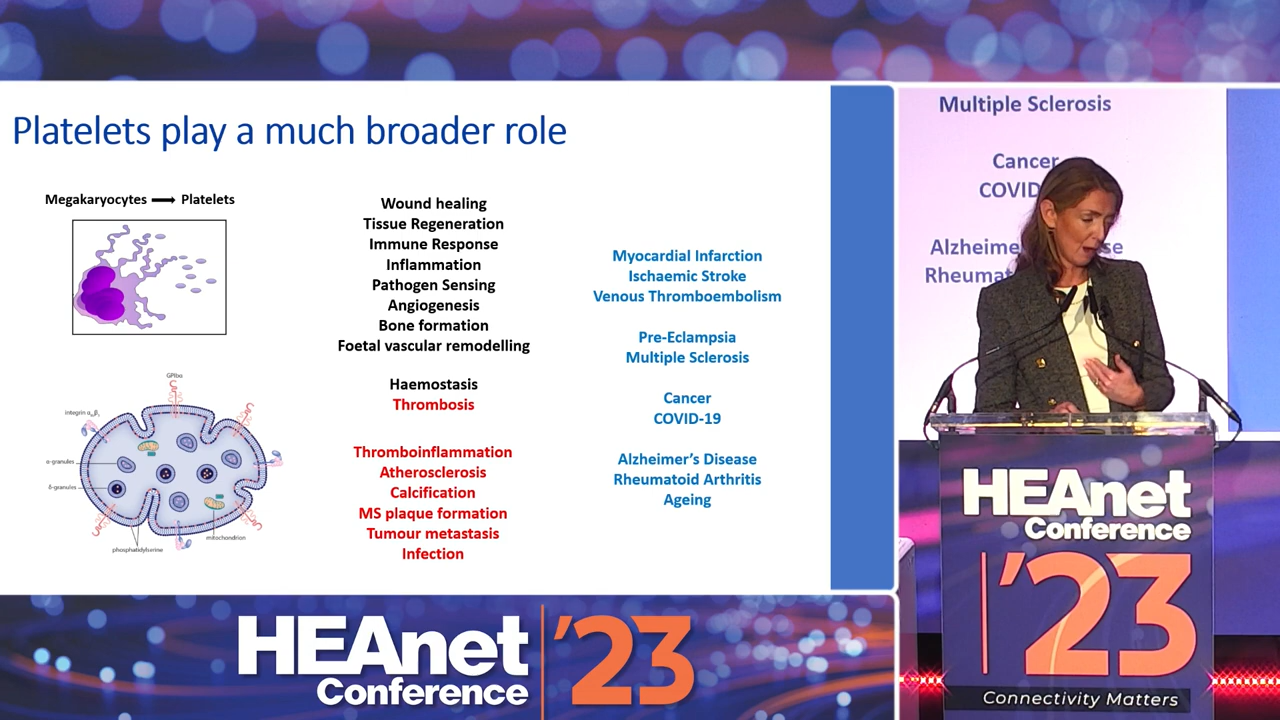 Platelets play a much broader role
Megakaryocytes ➡ Platelets
GPIbα
integrin αIIbβ3
α-granules
δ-granules
phosphatidylserine
mitochondrion
Wound healing
Tissue Regeneration
Immune Response
Inflammation
Pathogen Sensing
Angiogenesis
Bone formation
Foetal vascular remodelling
Haemostasis
Thrombosis
Thromboinflammation
Atherosclerosis
Calcification
MS plaque formation
Tumour metastasis
Infection
Myocardial Infarction
Ischaemic Stroke
Venous Thromboembolism
Pre-Eclampsia
Multiple Sclerosis
Cancer
COVID-19
Alzheimer's Disease
Rheumatoid Arthritis
Ageing
HEAnet
Conference
'23
Multiple Sclerosis
Cancer
COVID
HEAnet
Conference
'23
Connectivity Matters